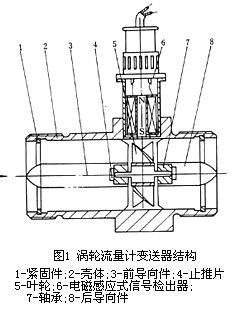 1 2 3 4 5 6 7 8
S
图1 涡轮流量计变送器结构
1-紧固件;2-壳体;3-前导向件;4-止推片
5-叶轮;6-电磁感应式信号检出器;
7-轴承;8-后导向件